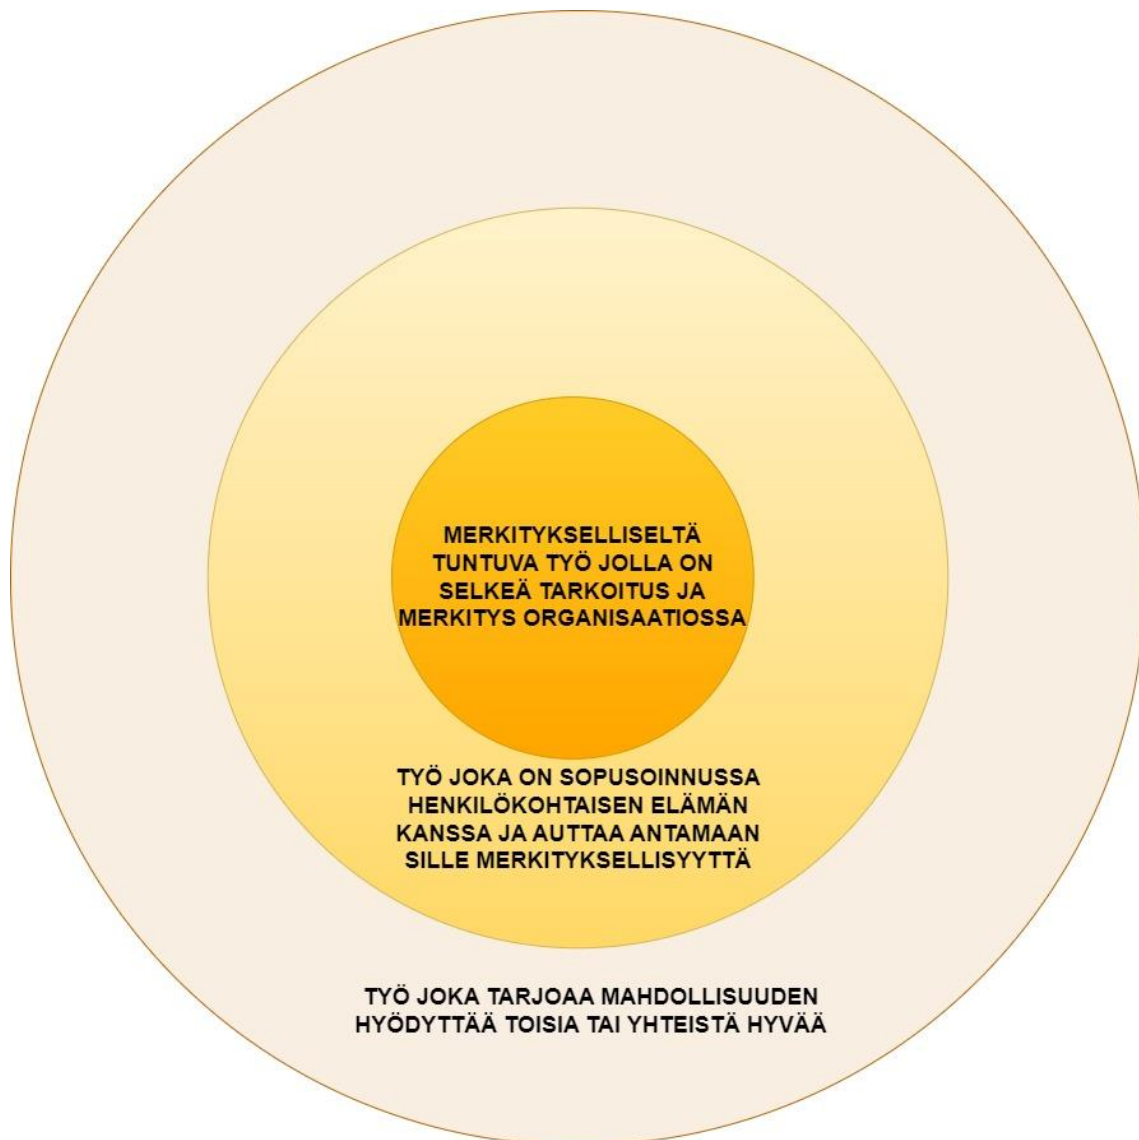 MERKITYKSELLISELTÄ
TUNTUVA TYÖ JOLLA ON
SELKEÄ TARKOITUS JA
MERKITYS ORGANISAATIOSSA
TYÖ JOKA ON SOPUSOINNUSSA
HENKILÖKOHTAISEN ELÄMÄN
KANSSA JA AUTTAA ANTAMAAN
SILLE MERKITYKSELLISYYTTÄ
TYÖ JOKA TARJOAA MAHDOLLISUUDEN
HYÖDYTTÄÄ TOISIA TAI YHTEISTÄ HYVÄÄ